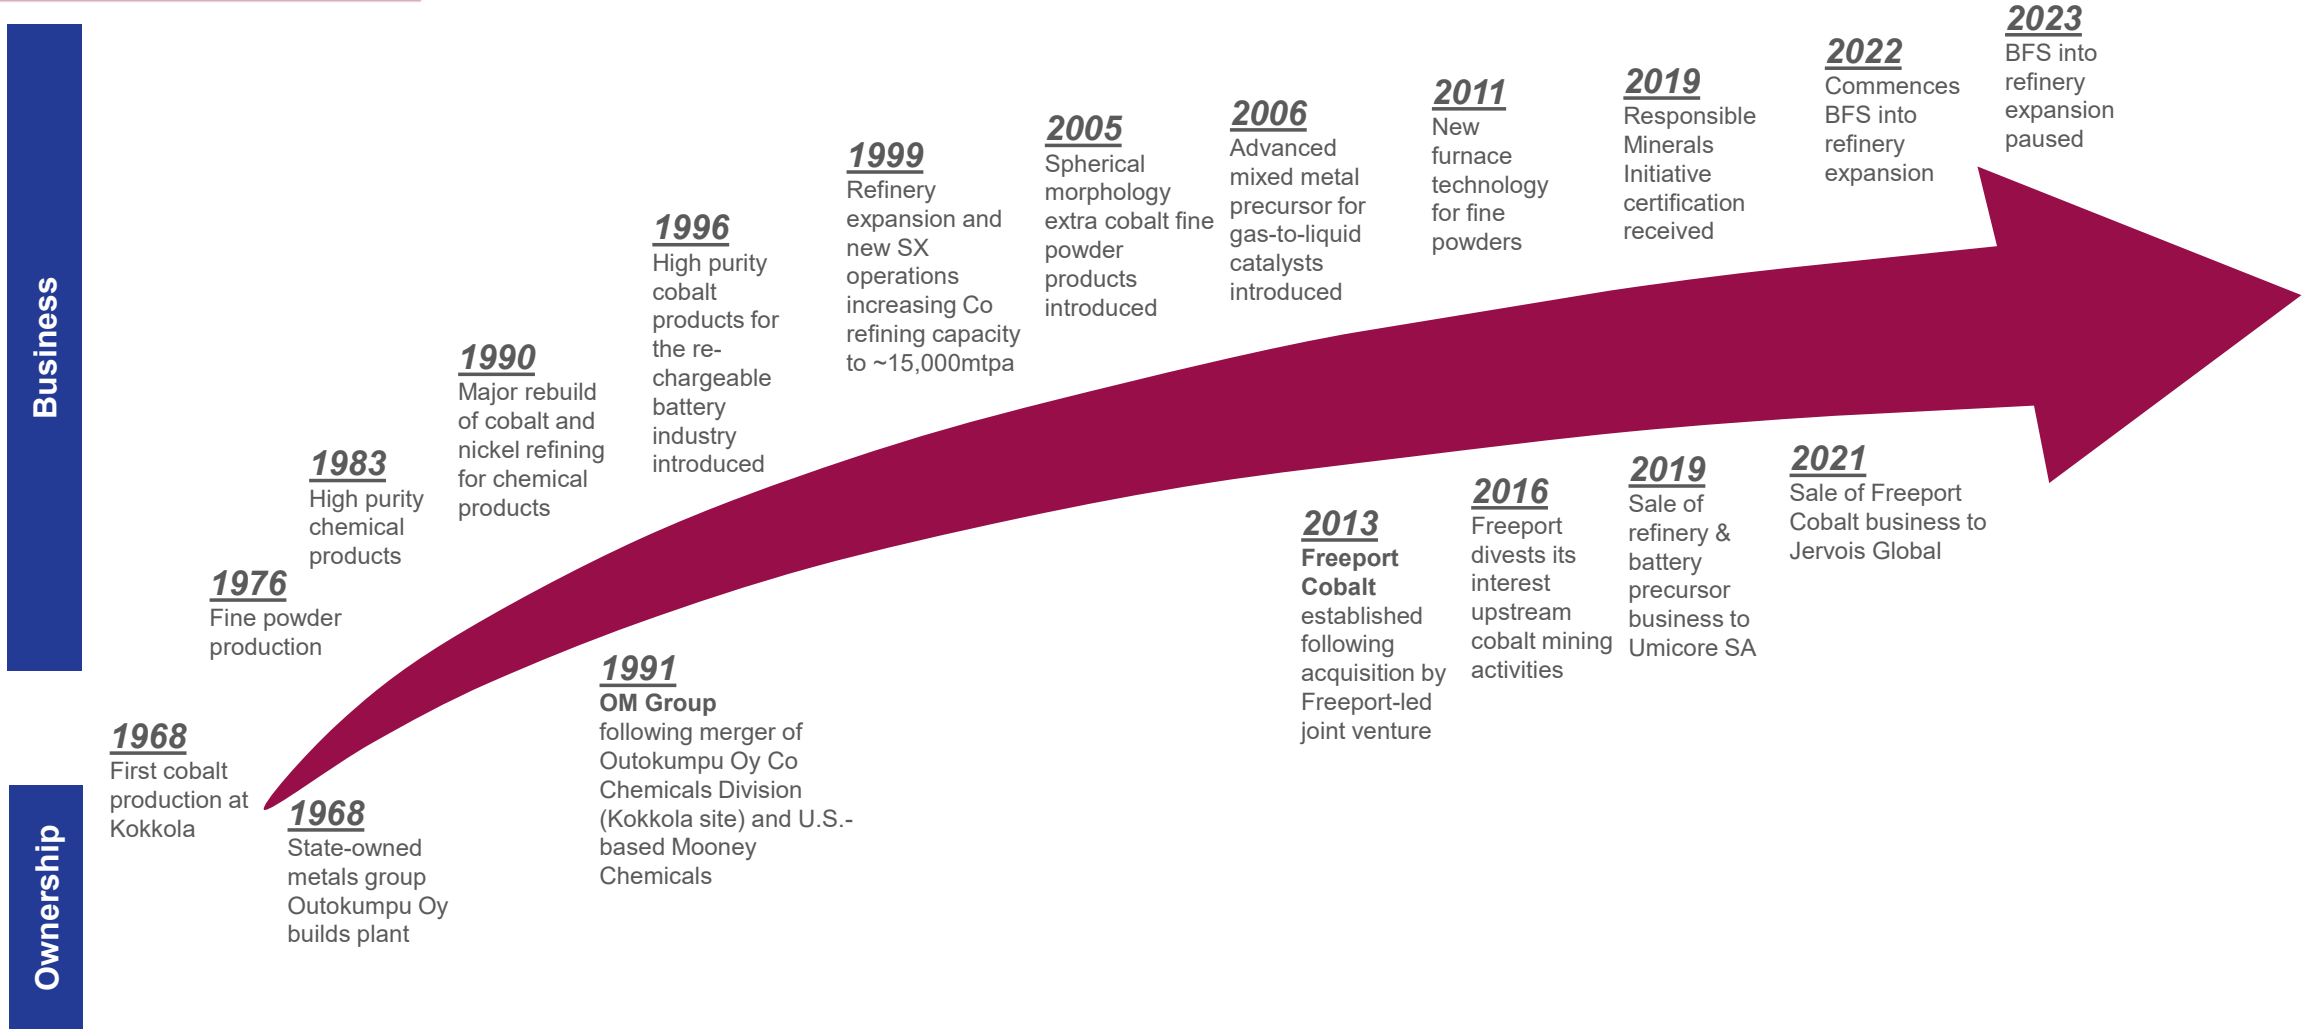 Business
1968
First cobalt
production at
Kokkola
1976
Fine powder
production
1983
High purity
chemical
products
1990
Major rebuild
of cobalt and
nickel refining
for chemical
products
1996
High purity
cobalt
products for
the re-
chargeable
battery
industry
introduced
1999
Refinery
expansion and
new SX
operations
increasing Co
refining capacity
to ~15,000mtpa
2005
Spherical
morphology
extra cobalt fine
powder
products
introduced
2006
Advanced
mixed metal
precursor for
gas-to-liquid
catalysts
introduced
2011
New
furnace
technology
for fine
powders
2019
Responsible
Minerals
Initiative
certification
received
2022
Commences
BFS into
refinery
expansion
2023
BFS into
refinery
expansion
paused
Ownership
1968
State-owned
metals group
Outokumpu Oy
builds plant
1991
OM Group
following merger of
Outokumpu Oy Co
Chemicals Division
(Kokkola site) and U.S.-
based Mooney
Chemicals
2013
Freeport
Cobalt
established
following
acquisition by
Freeport-led
joint venture
2016
Freeport
divests its
interest
upstream
cobalt mining
activities
2019
Sale of
refinery &
battery
precursor
business to
Umicore SA
2021
Sale of Freeport
Cobalt business to
Jervois Global